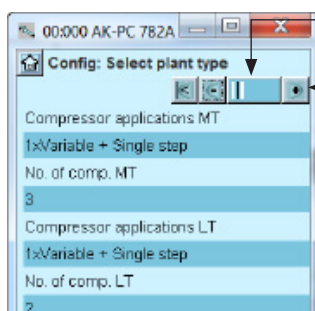 00:000 AK-PC 782A
Config: Select plant type
Compressor applications MT
1xVariable + Single step
No. of comp. MT
3
Compressor applications LT
1xVariable + Single step
No. of comp. LT
2